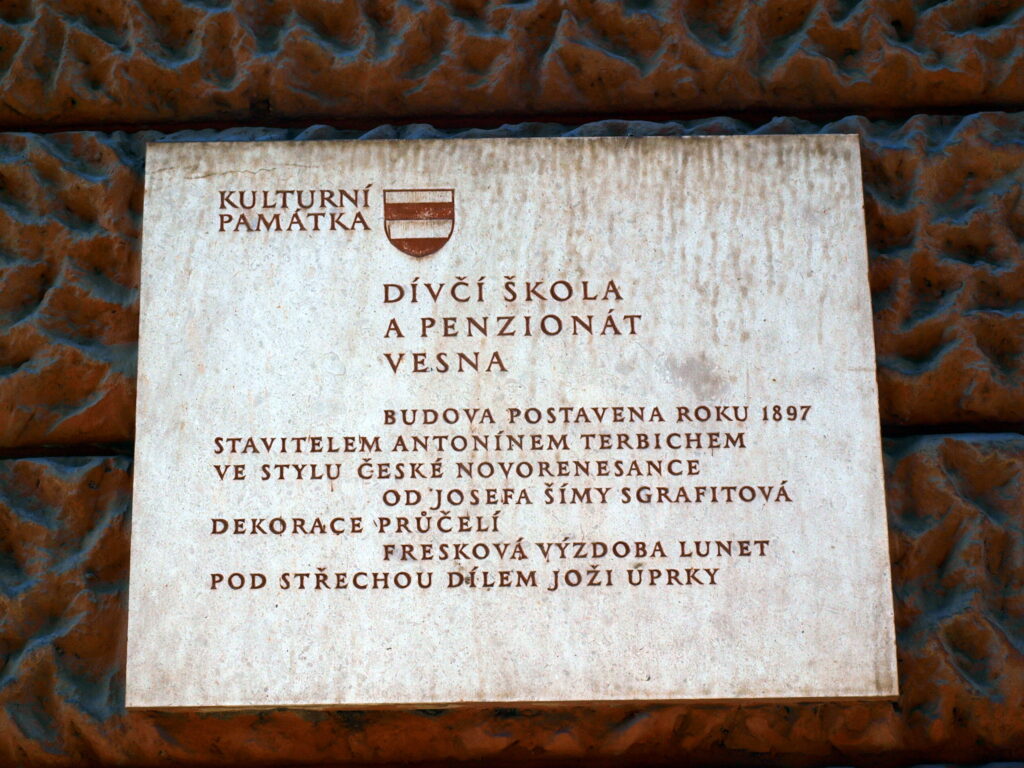 KULTURNÍ
PAMÁTKA
DÍVČÍ ŠKOLA
A PENZIONÁT
VESNA
BUDOVA POSTAVENA ROKU 1897
STAVITELEM ANTONÍNEM TERBICHEM
VE STYLU ČESKÉ NOVORENESANCE
OD JOSEFA ŠÍMY SGRAFITOVÁ
DEKORACE PRŮČELÍ
FRESKOVÁ VÝZDOBA LUNET
POD STŘECHOU DÍLEM JOŽI UPRKY